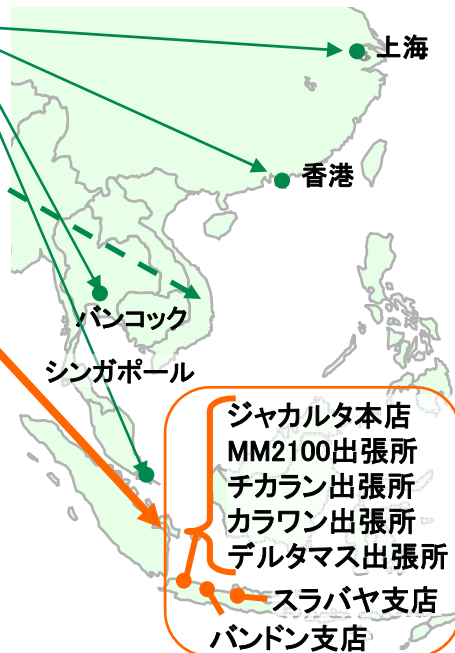 上海
香港
バンコック
シンガポール
ジャカルタ本店
MM2100出張所
チカラン出張所
カラワン出張所
デルタマス出張所
スラバヤ支店
バンドン支店